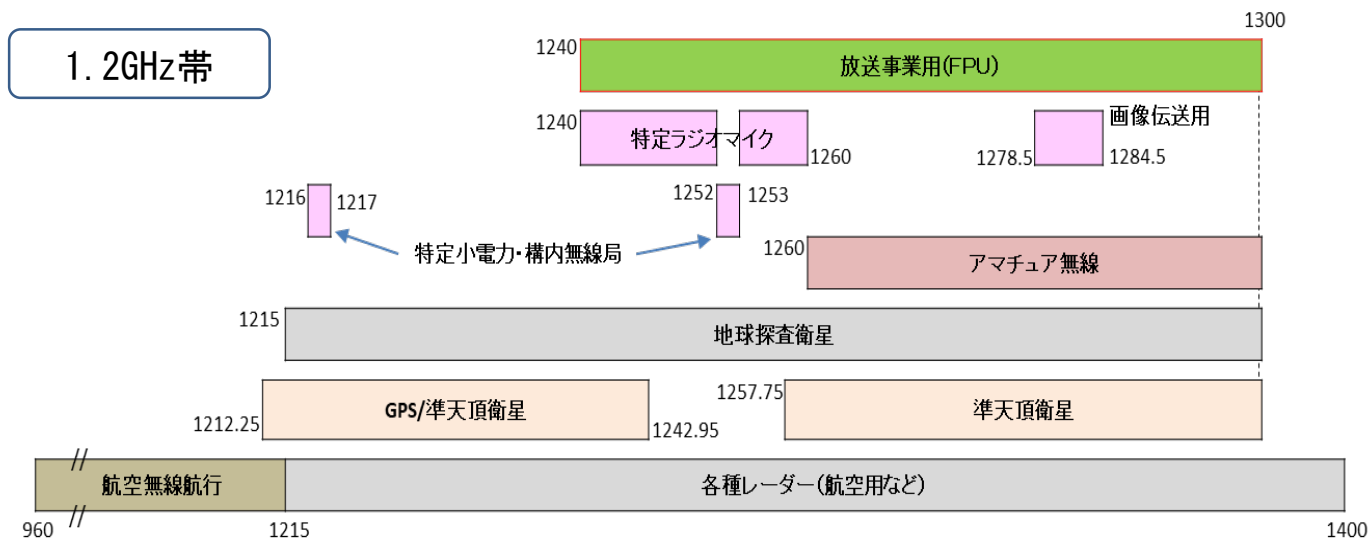 1300
1.2GHz帯
1240
放送事業用(FPU)
1240
特定ラジオマイク
1260
1278.5
画像伝送用
1284.5
1216
1217
1252
1253
特定小電力・構内無線局
1260
アマチュア無線
1215
地球探査衛星
1212.25
GPS/準天頂衛星
1242.95
1257.75
準天頂衛星
航空無線航行
各種レーダー(航空用など)
960
//
//
1215
1400